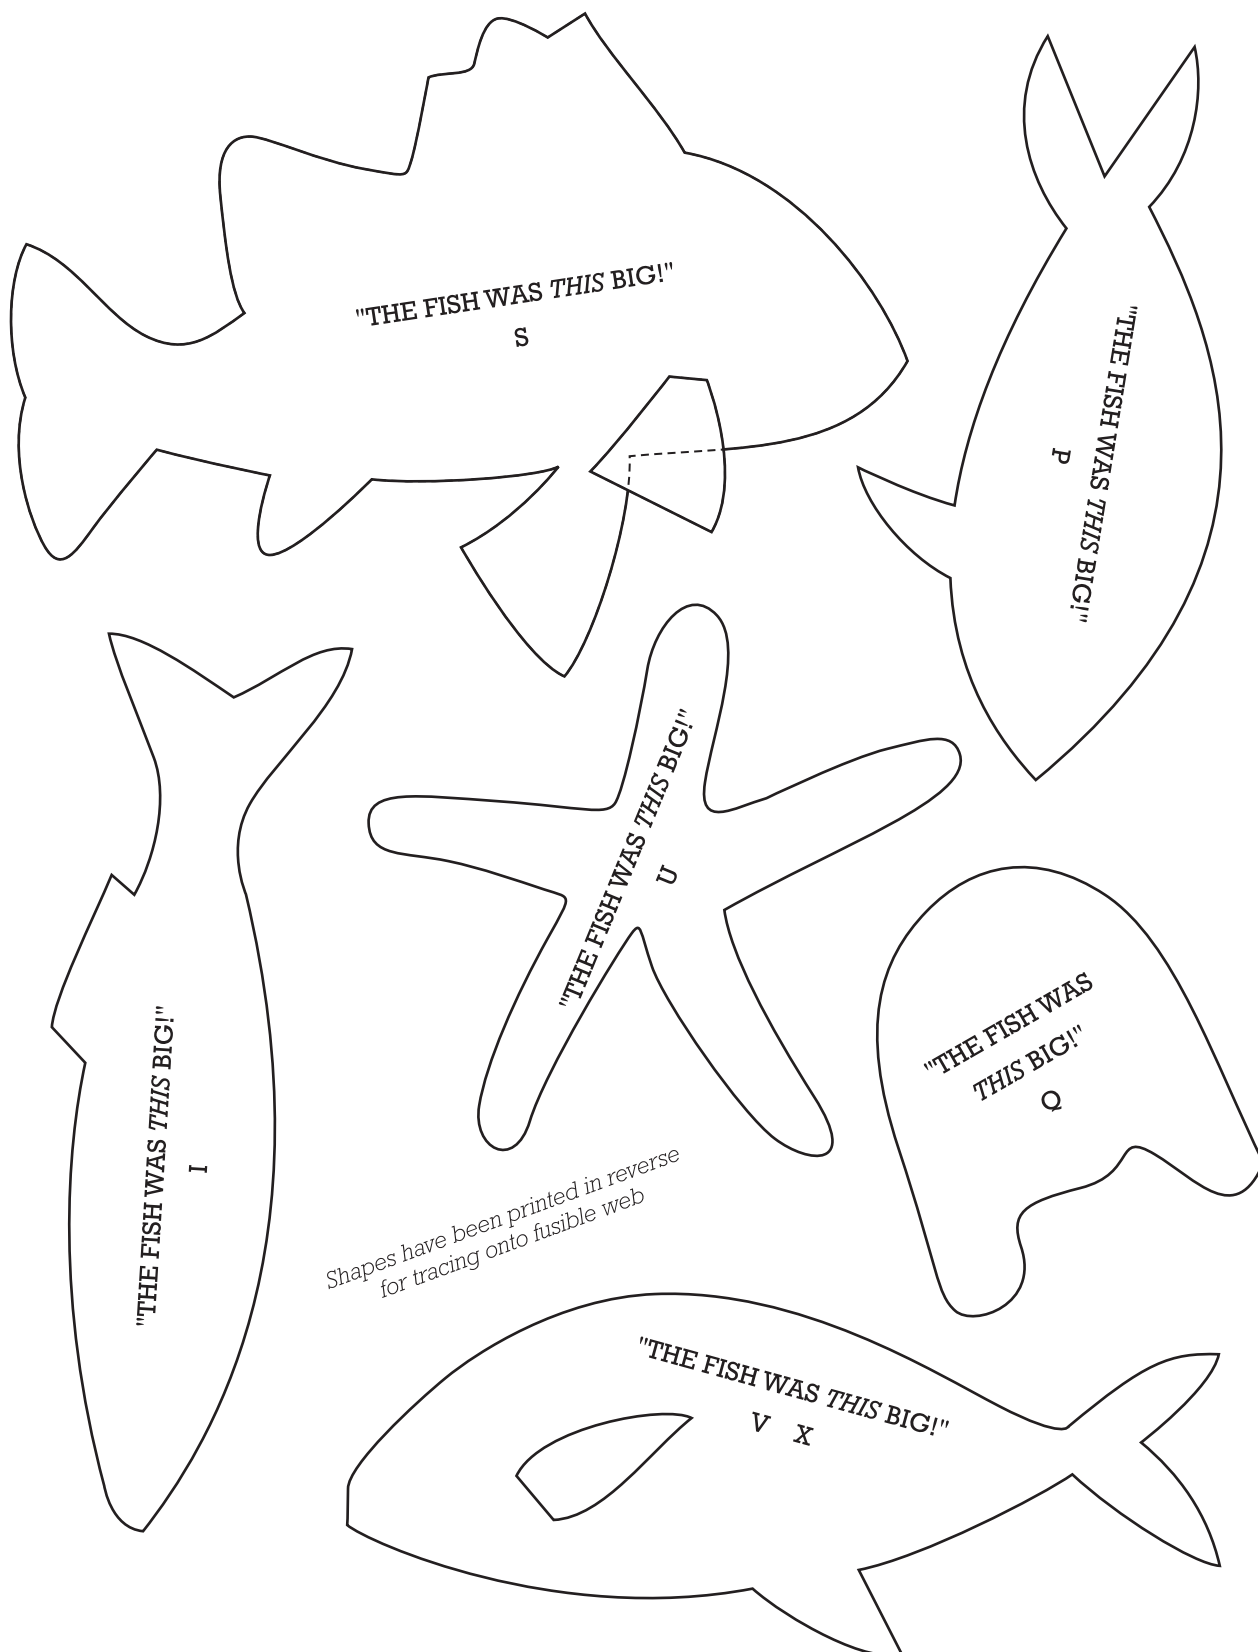 "THE FISH WAS THIS BIG!"
S
"THE FISH WAS THIS BIG!"
P
"THE FISH WAS THIS BIG!"
U
"THE FISH WAS
THIS BIG!"
Q
"THE FISH WAS THIS BIG!"
I
Shapes have been printed in reverse
for tracing onto fusible web
"THE FISH WAS THIS BIG!"
V X